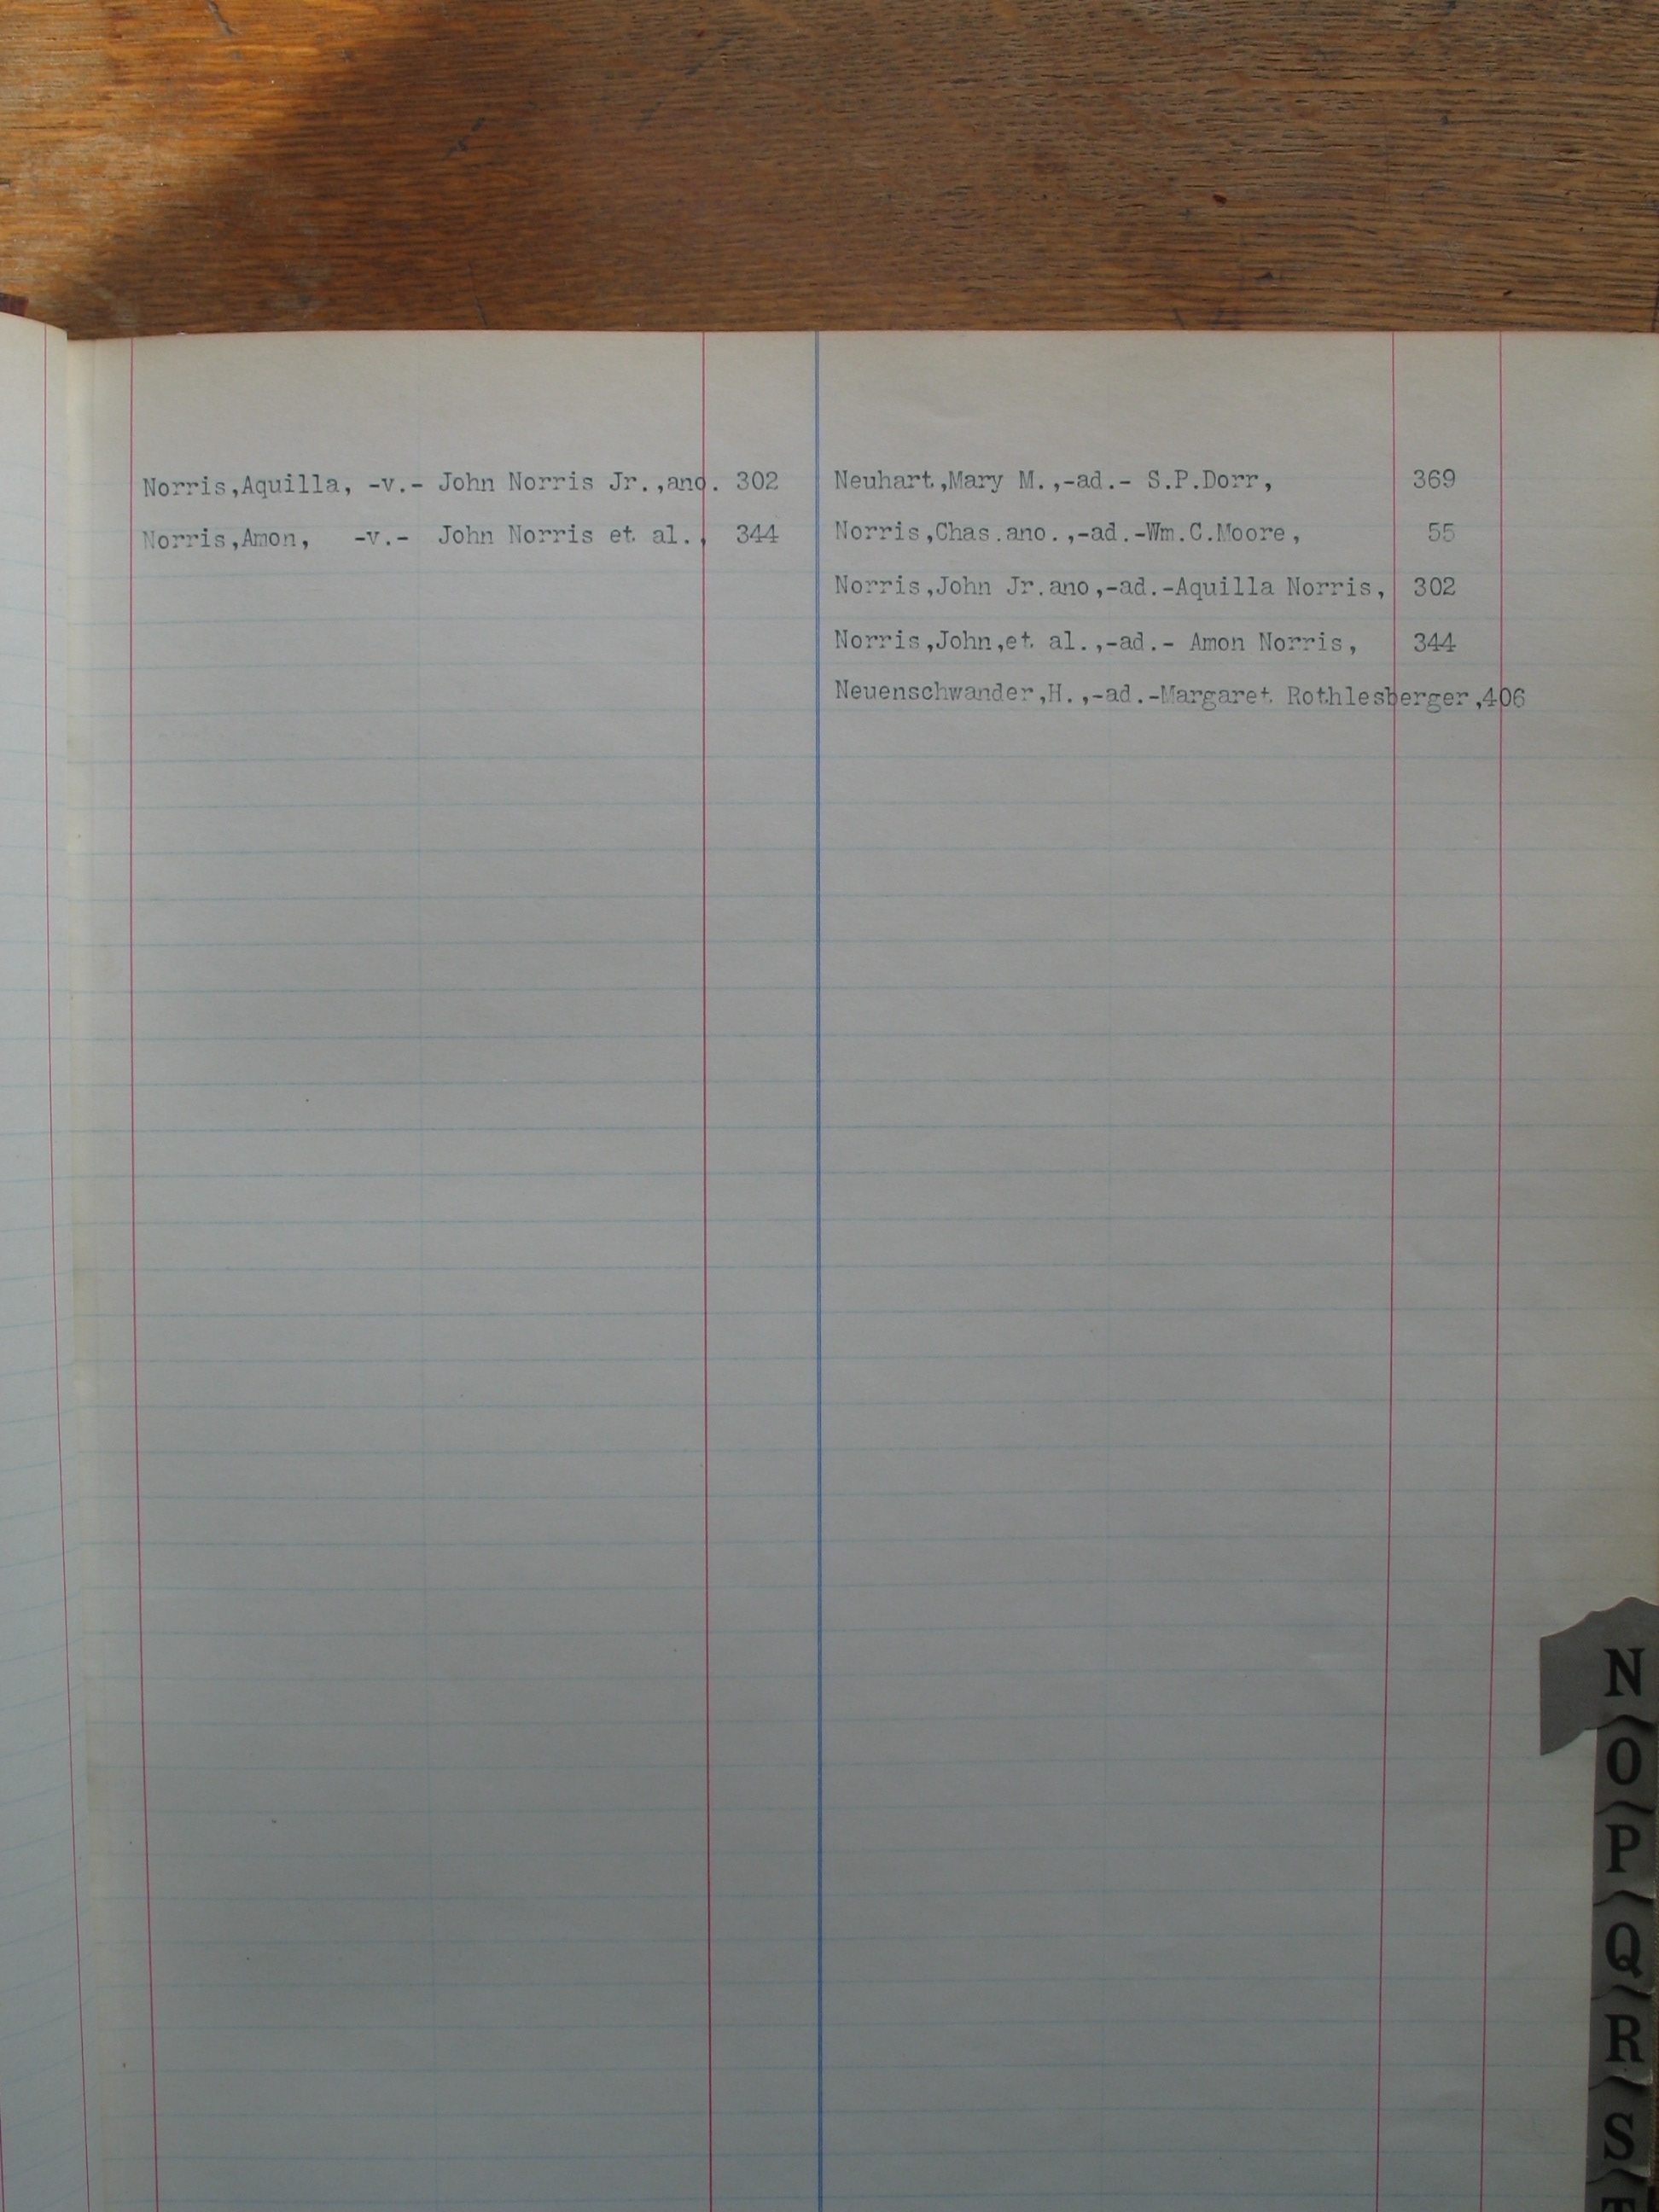 Norris,Aquilla, -v.- John Norris Jr.,ano. 302
Norris,Amon, -v.- John Norris et al., 344
Neuhart,Mary M.,-ad.- S.P.Dorr, 369
Norris,Chas.ano.,-ad.-Wm.C.Moore, 55
Norris,John Jr.ano,-ad.-Aquilla Norris, 302
Norris,John,et al.,-ad.- Amon Norris, 344
Neuenschwander,H.,-ad.-Margaret Rothlesberger,406
N
O
P
Q
R
S